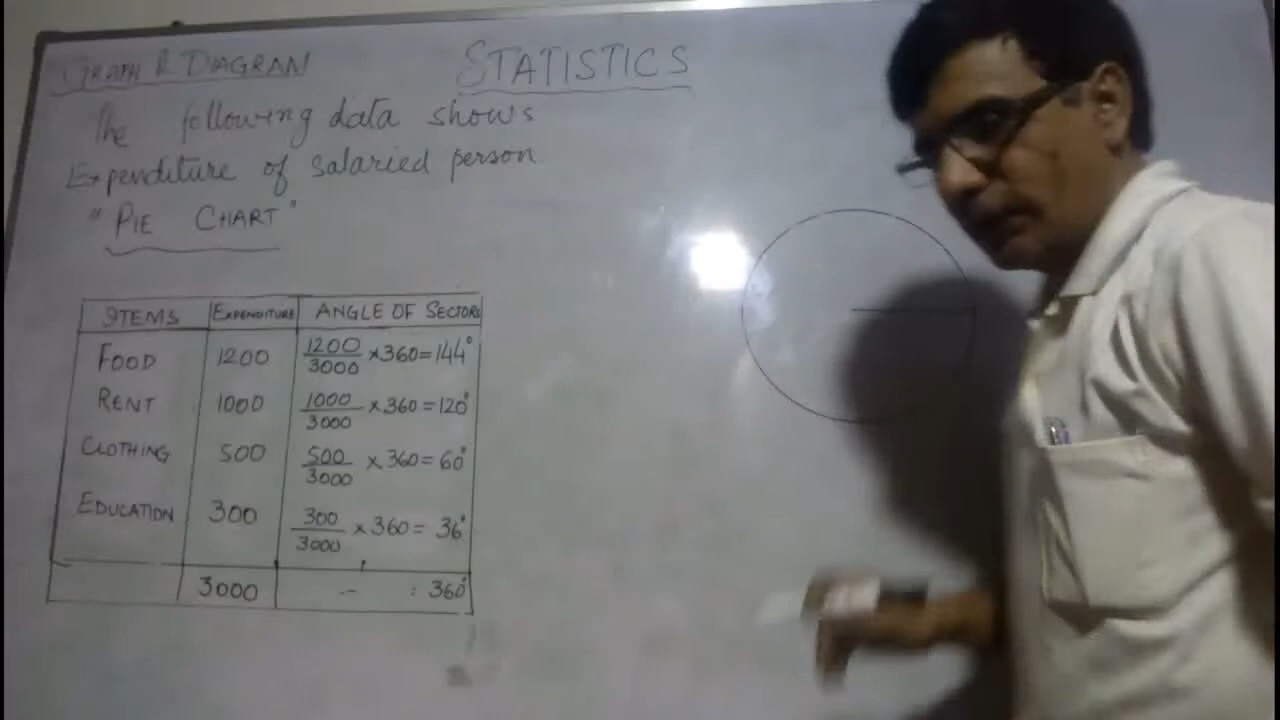 GRAPH & DIAGRAN
STATISTICS
The following data shows
Expenditure of salaried person
"PIE CHART"
ITEMS EXPENDITURE ANGLE OF SECTORS
FOOD 1200 1200/3000 ×360=144°
RENT 1000 1000/3000 ×360=120°
CLOTHING 500 500/3000 ×360=60°
EDUCATION 300 300/3000 ×360= 36°
3000 -- : 360°